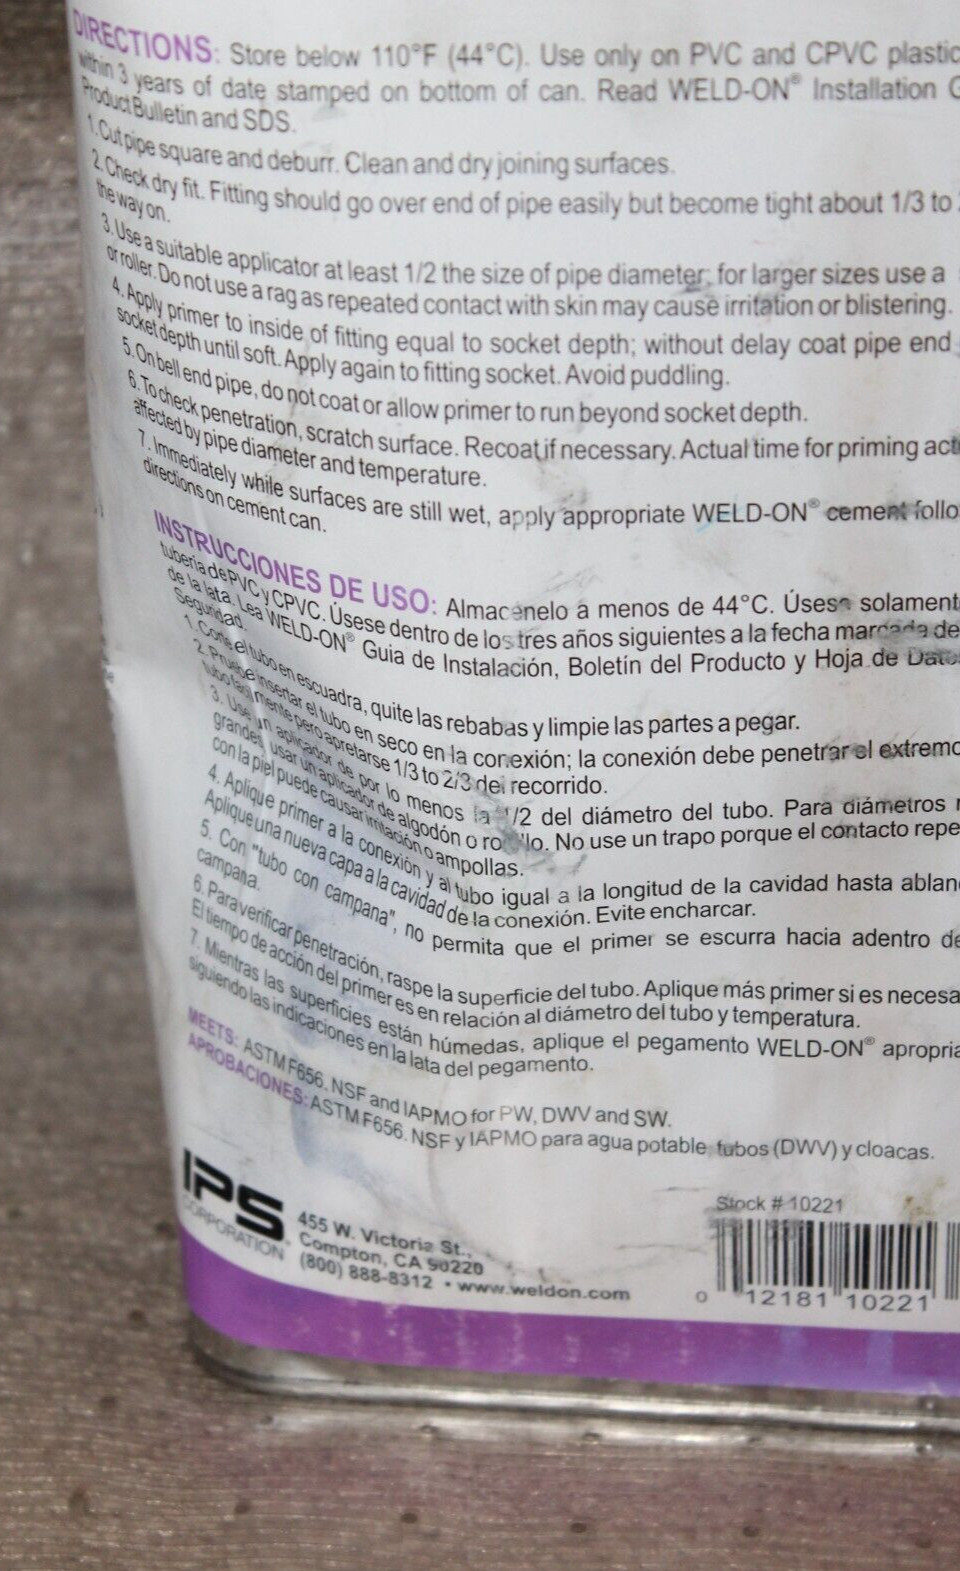 DIRECTIONS: Store below 110°F (44°C). Use only on PVC and CPVC plastic
within 3 years of date stamped on bottom of can. Read WELD-ON® Installation G
Product Bulletin and SDS.
1. Cut pipe square and deburr. Clean and dry joining surfaces.
2. Check dry fit. Fitting should go over end of pipe easily but become tight about 1/3 to
the way on.
3. Use a suitable applicator at least 1/2 the size of pipe diameter; for larger sizes use a
or roller. Do not use a rag as repeated contact with skin may cause irritation or blistering.
4. Apply primer to inside of fitting equal to socket depth; without delay coat pipe end
socket depth until soft. Apply again to fitting socket. Avoid puddling.
5. On bell end pipe, do not coat or allow primer to run beyond socket depth.
6. To check penetration, scratch surface. Recoat if necessary. Actual time for priming act
affected by pipe diameter and temperature.
7. Immediately while surfaces are still wet, apply appropriate WELD-ON® cement follo
directions on cement can.
INSTRUCCIONES DE USO: Almacenelo a menos de 44°C. Úsese solament
tubería de PVC y CPVC. Úsese dentro de los tres años siguientes a la fecha marcada de
de la lata. Lea WELD-ON® Guia de Instalación, Boletín del Producto y Hoja de Datos
Seguridad.
1. Corte el tubo en escuadra, quite las rebabas y limpie las partes a pegar.
2. Pruebe insertar el tubo en seco en la conexión; la conexión debe penetrar el extremo
tubo fácilmente pero apretarse 1/3 to 2/3 del recorrido.
3. Use un aplicador de por lo menos la 1/2 del diámetro del tubo. Para diámetros
grandes, usar un aplicador de algodón o rodillo. No use un trapo porque el contacto repe
con la piel puede causar irritación o ampollas.
4. Aplique primer a la conexión y al tubo igual a la longitud de la cavidad hasta ablan
Aplique una nueva capa a la cavidad de la conexión. Evite encharcar.
5. Con "tubo con campana", no permita que el primer se escurra hacia adentro de
campana.
6. Para verificar penetración, raspe la superficie del tubo. Aplique más primer si es necesa
El tiempo de acción del primer es en relación al diámetro del tubo y temperatura.
7. Mientras las superficies están húmedas, aplique el pegamento WELD-ON® apropria
siguiendo las indicaciones en la lata del pegamento.
MEETS: ASTM F656. NSF and IAPMO for PW, DWV and SW.
APROBACIONES: ASTM F656. NSF y IAPMO para agua potable, tubos (DWV) y cloacas.
IPS
CORPORATION
455 W. Victoria St.,
Compton, CA 90220
(800) 888-8312 • www.weldon.com
Stock # 10221
0 12181 10221